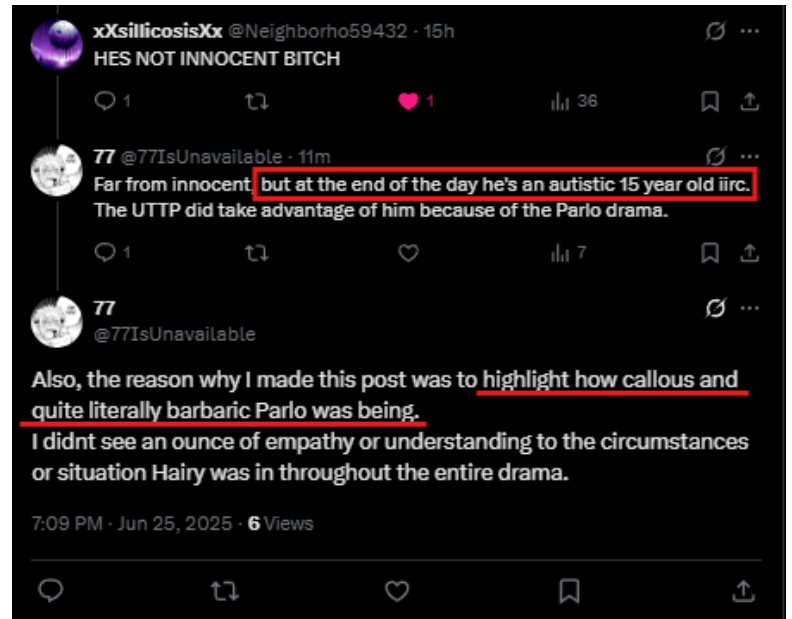 xXsillicosisXx @Neighborho59432 · 15h
HES NOT INNOCENT BITCH
1
1
36
77 @77IsUnavailable · 11m
Far from innocent, but at the end of the day he's an autistic 15 year old iirc.
The UTTP did take advantage of him because of the Parlo drama.
1
7
77
@77IsUnavailable
Also, the reason why I made this post was to highlight how callous and
quite literally barbaric Parlo was being.
I didnt see an ounce of empathy or understanding to the circumstances
or situation Hairy was in throughout the entire drama.
7:09 PM · Jun 25, 2025 · 6 Views